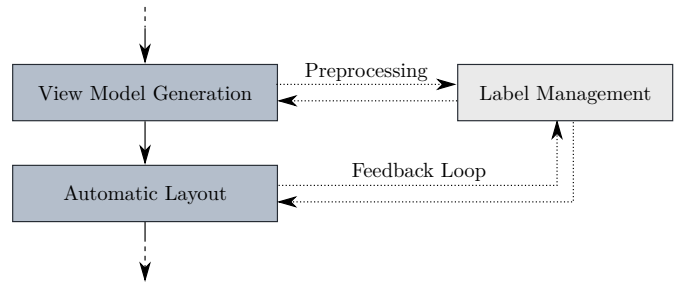 Preprocessing
View Model Generation
Label Management
Feedback Loop
Automatic Layout